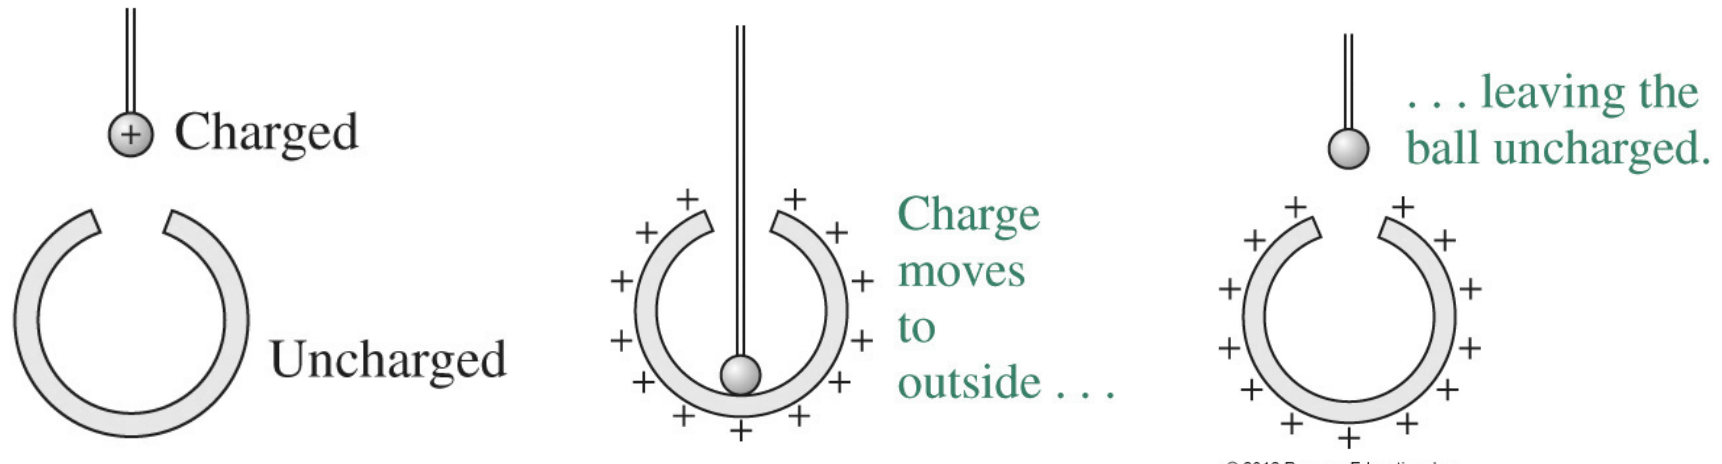 +
Charged
Uncharged
Charge
moves
to
outside . . .
. . . leaving the
ball uncharged.